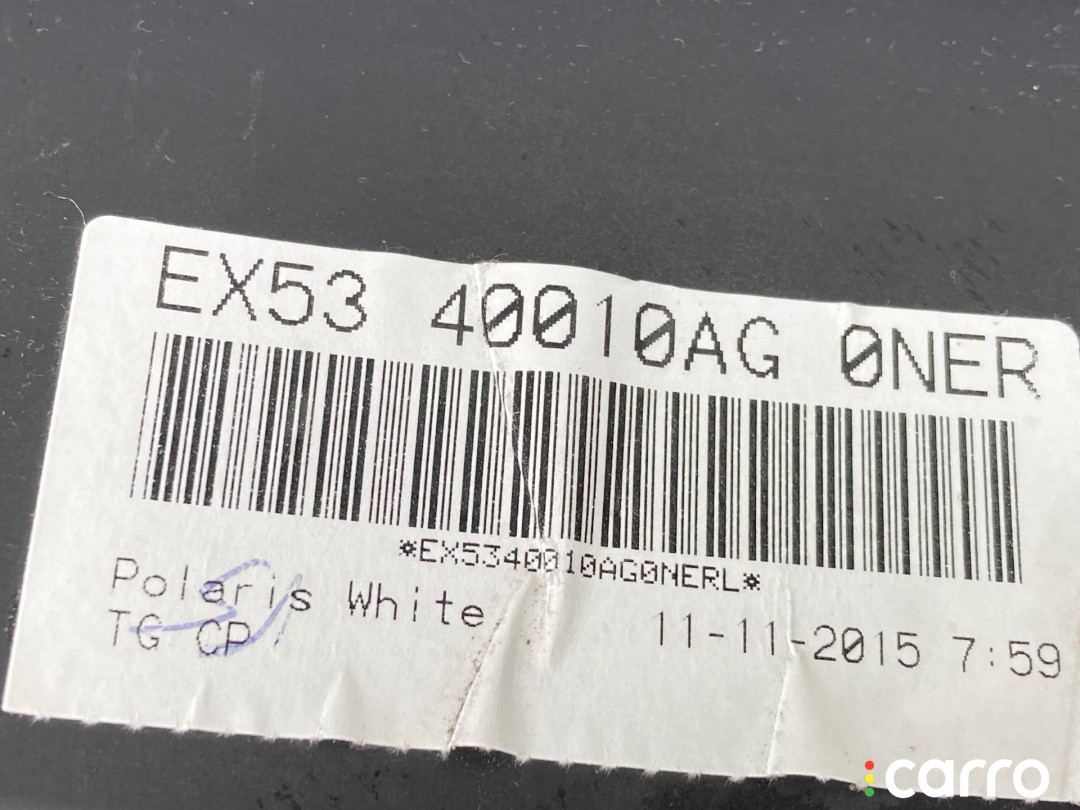 EX53 40010AG 0NER
*EX5340010AG0NERL*
Polaris White
TG CP
11-11-2015 7:59
carro